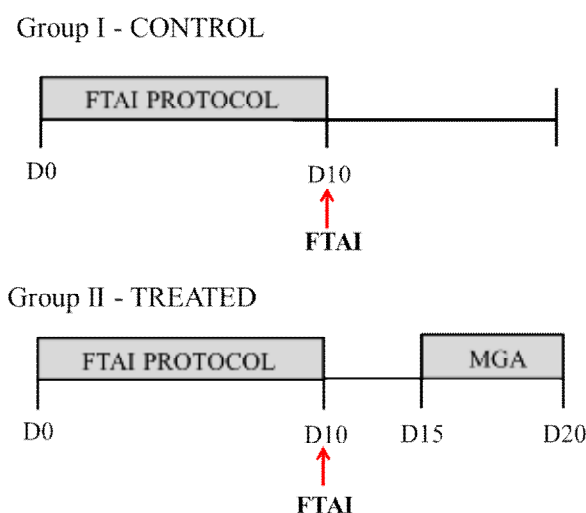 Group I - CONTROL
FTAI PROTOCOL
D0 D10
FTAI
Group II - TREATED
FTAI PROTOCOL MGA
D0 D10 D15 D20
FTAI